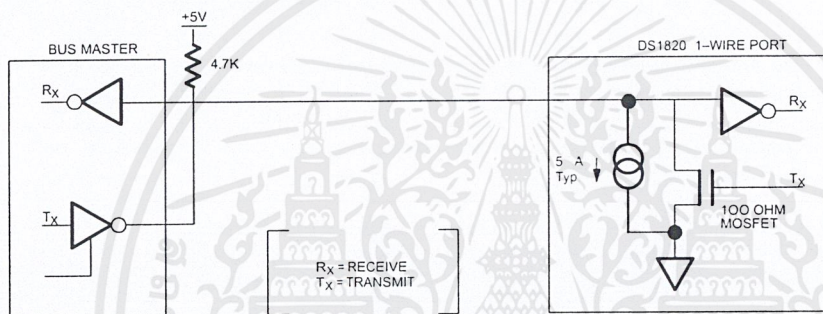 +5V
BUS MASTER
4.7K
DS1820 1–WIRE PORT
RX
RX
5 A
Typ
TX
TX
100 OHM
MOSFET
RX = RECEIVE
TX = TRANSMIT